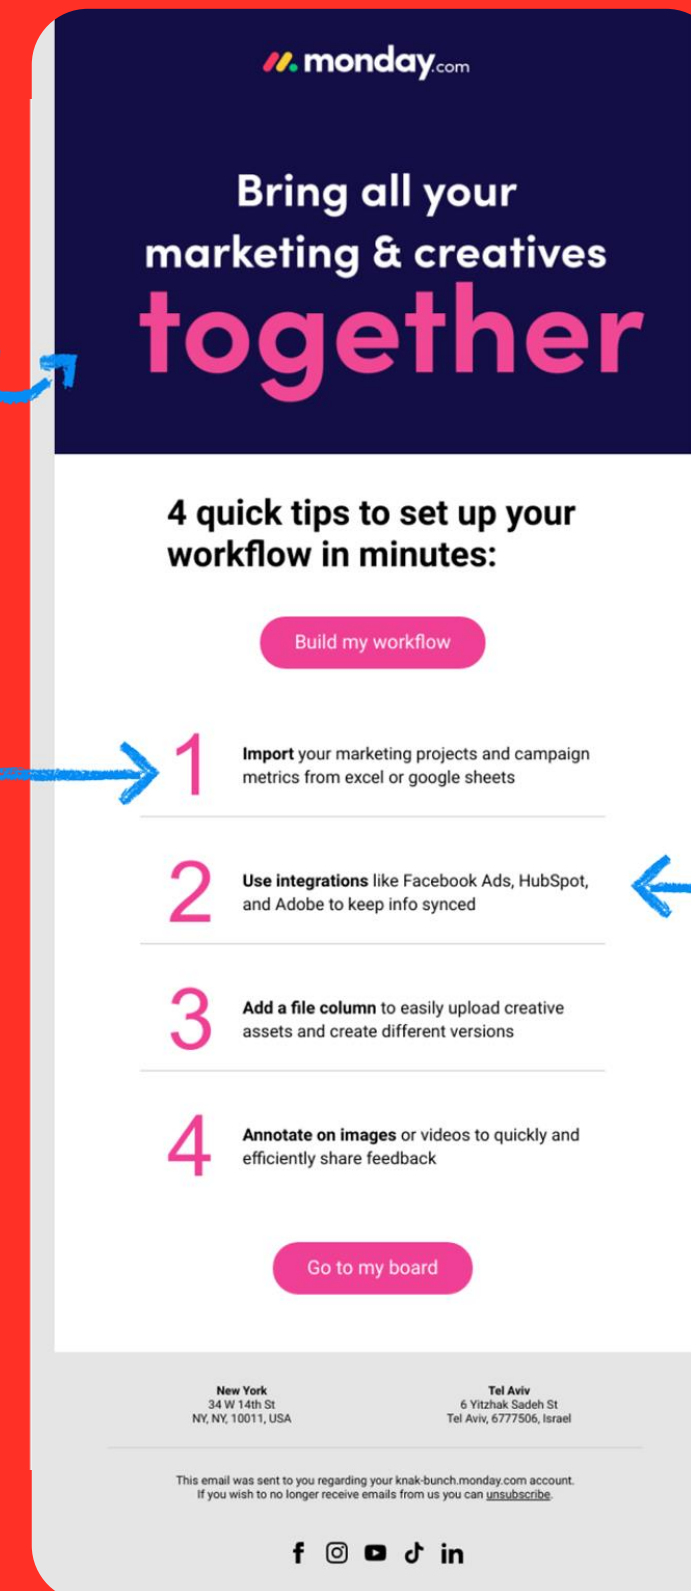 monday.com
Bring all your
marketing & creatives
together
4 quick tips to set up your
workflow in minutes:
Build my workflow
1
Import your marketing projects and campaign
metrics from excel or google sheets
2
Use integrations like Facebook Ads, HubSpot,
and Adobe to keep info synced
3
Add a file column to easily upload creative
assets and create different versions
4
Annotate on images or videos to quickly and
efficiently share feedback
Go to my board
New York
34 W 14th St
NY, NY, 10011, USA
Tel Aviv
6 Yitzhak Sadeh St
Tel Aviv, 6777506, Israel
This email was sent to you regarding your knak-bunch.monday.com account.
If you wish to no longer receive emails from us you can unsubscribe.